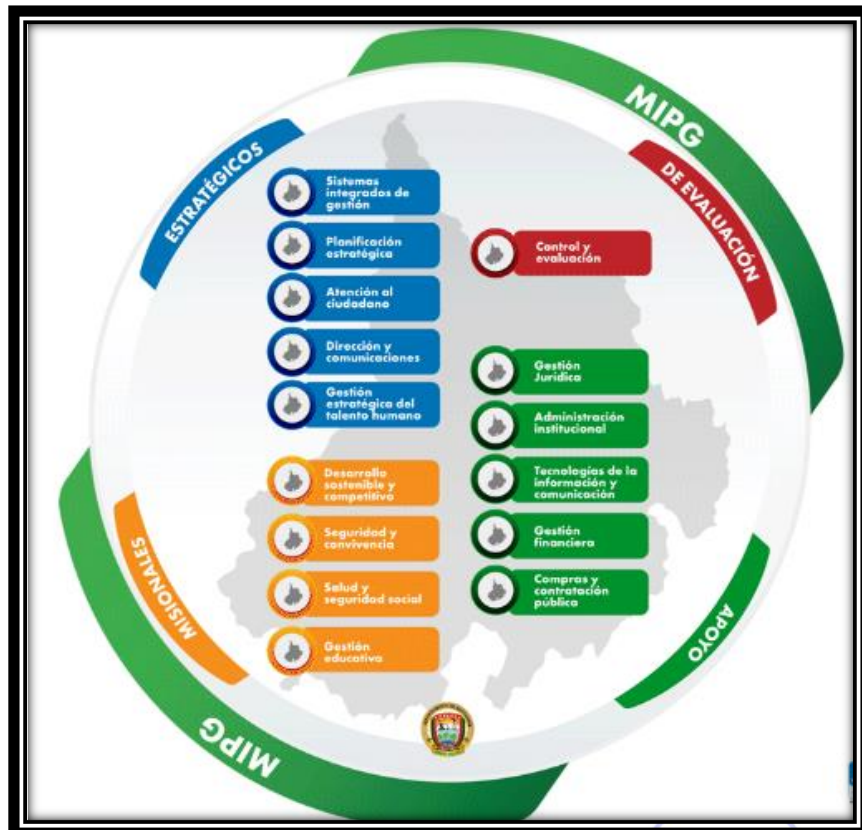 MIPG
ESTRATÉGICOS
DE EVALUACIÓN
Sistemas
integrados de
gestión
Planificación
estratégica
Atención al
ciudadano
Dirección y
comunicaciones
Gestión
estratégica del
talento humano
Control y
evaluación
Desarrollo
sostenible y
competitivo
Seguridad y
convivencia
Salud y
seguridad social
Gestión
educativa
Gestión
Jurídica
Administración
institucional
Tecnologías de la
información y
comunicación
Gestión
financiera
Compras y
contratación
pública
MISIONALES
APOYO
MIPG